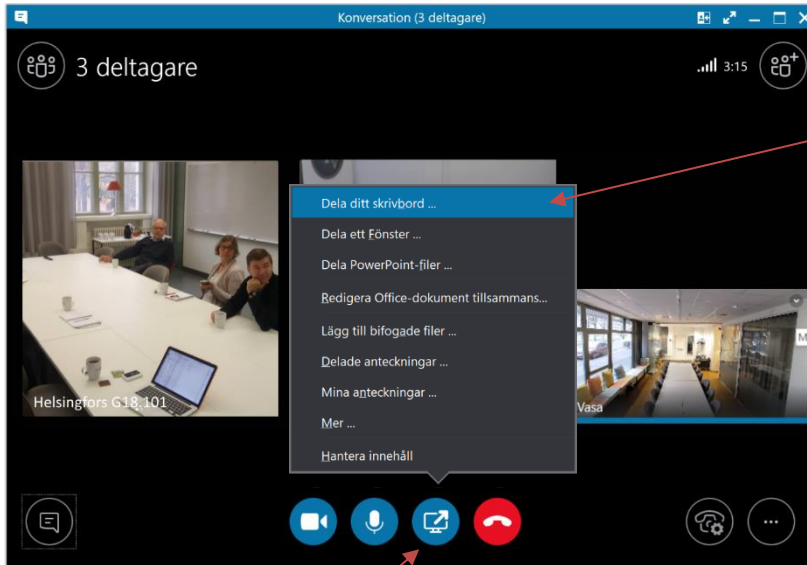 Konversation (3 deltagare)
3 deltagare
3:15
Dela ditt skrivbord ...
Dela ett Fönster ...
Dela PowerPoint-filer ...
Redigera Office-dokument tillsammans...
Lägg till bifogade filer ...
Delade anteckningar ...
Mina anteckningar ...
Mer ...
Hantera innehåll
Helsingfors G18.101
Vasa
M